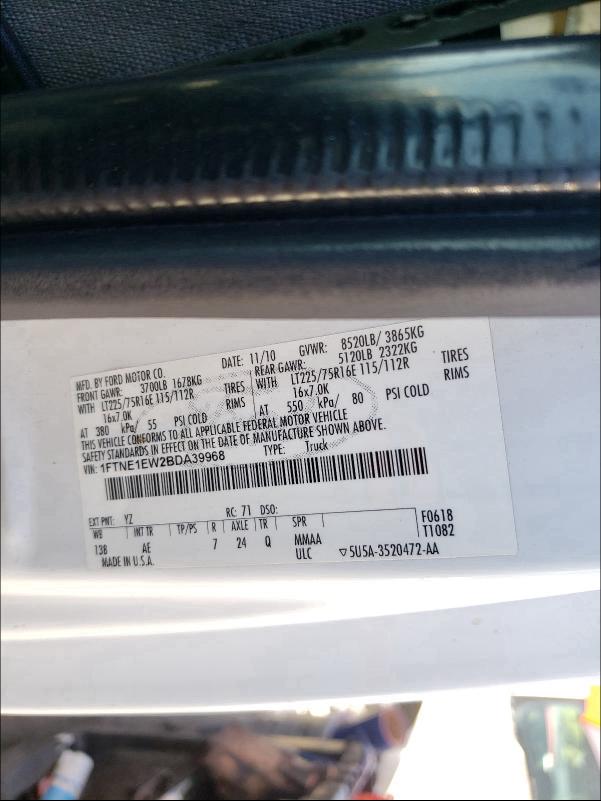 MFD. BY FORD MOTOR CO.
DATE: 11/10 GVWR: 8520LB/ 3865KG
FRONT GAWR: 3700LB 1678KG
REAR GAWR: 5120LB 2322KG
WITH LT225/75R16E 115/112R TIRES
WITH LT225/75R16E 115/112R TIRES
16x7.0K RIMS
16x7.0K RIMS
AT 380 kPa/ 55 PSI COLD
AT 550 kPa/ 80 PSI COLD
THIS VEHICLE CONFORMS TO ALL APPLICABLE FEDERAL MOTOR VEHICLE
SAFETY STANDARDS IN EFFECT ON THE DATE OF MANUFACTURE SHOWN ABOVE.
VIN: 1FTNE1EW2BDA39968 TYPE: Truck
EXT PNT: YZ RC: 71 DSO:
WB INT TR TP/PS R AXLE TR SPR F0618
138 AE 7 24 Q MMAA T1082
MADE IN U.S.A. ULC ▽5U5A-3520472-AA